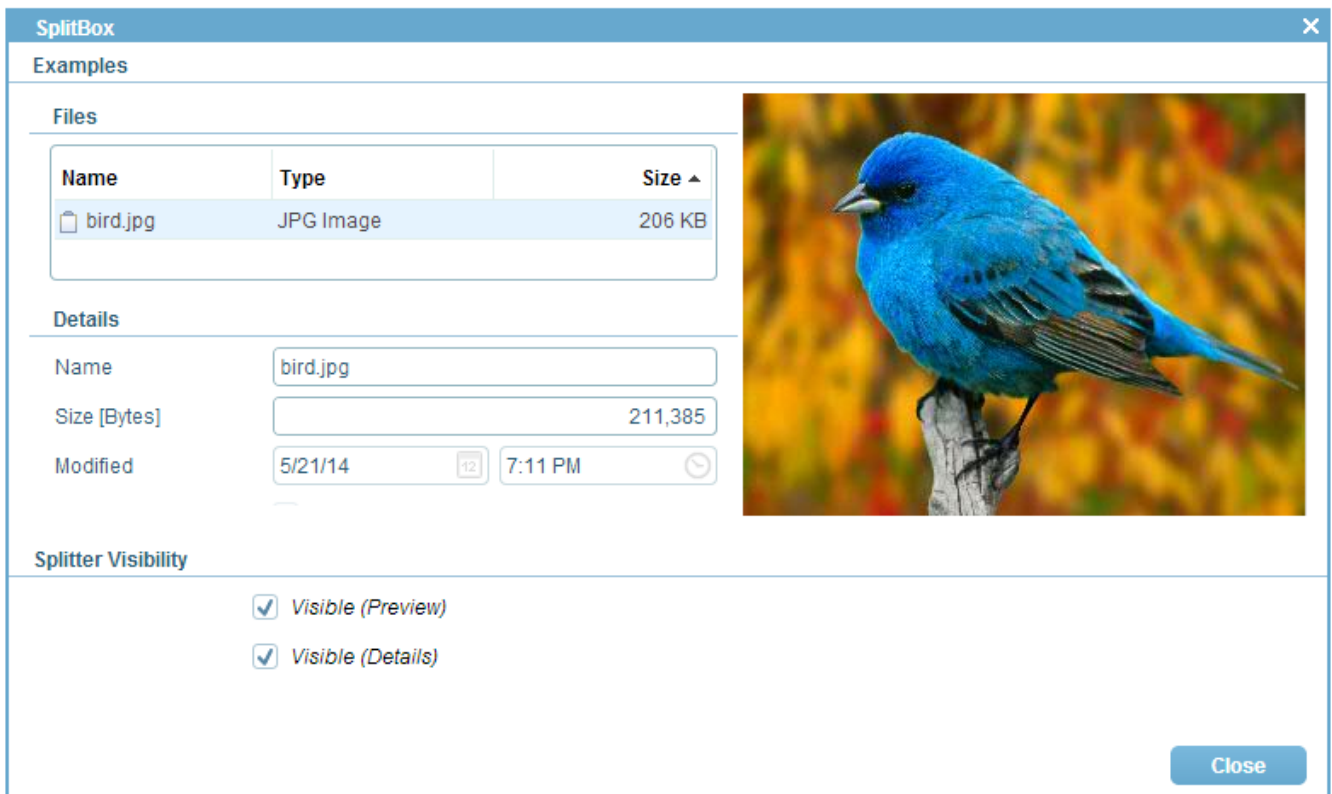 SplitBox
Examples
Files
Name Type Size
bird.jpg JPG Image 206 KB
Details
Name bird.jpg
Size [Bytes] 211,385
Modified 5/21/14 12 7:11 PM
Splitter Visibility
Visible (Preview)
Visible (Details)
Close